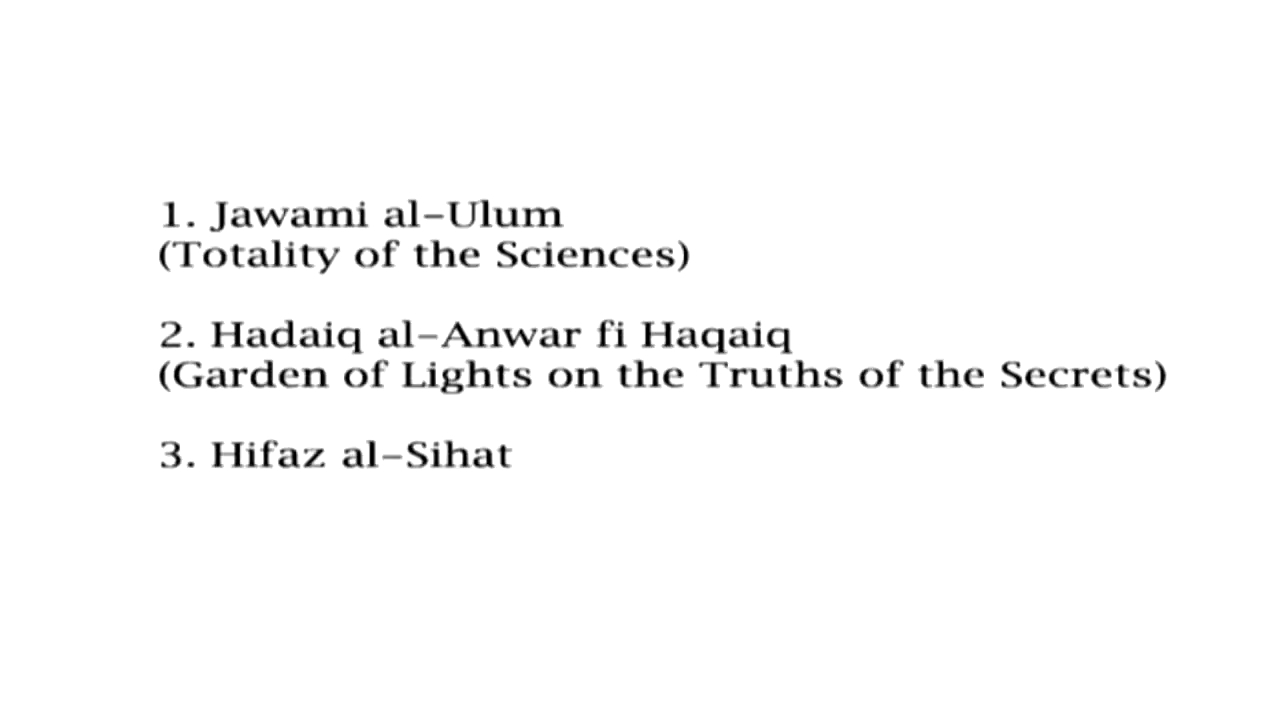 1. Jawami al-Ulum
(Totality of the Sciences)
2. Hadaiq al-Anwar fi Haqaiq
(Garden of Lights on the Truths of the Secrets)
3. Hifaz al-Sihat